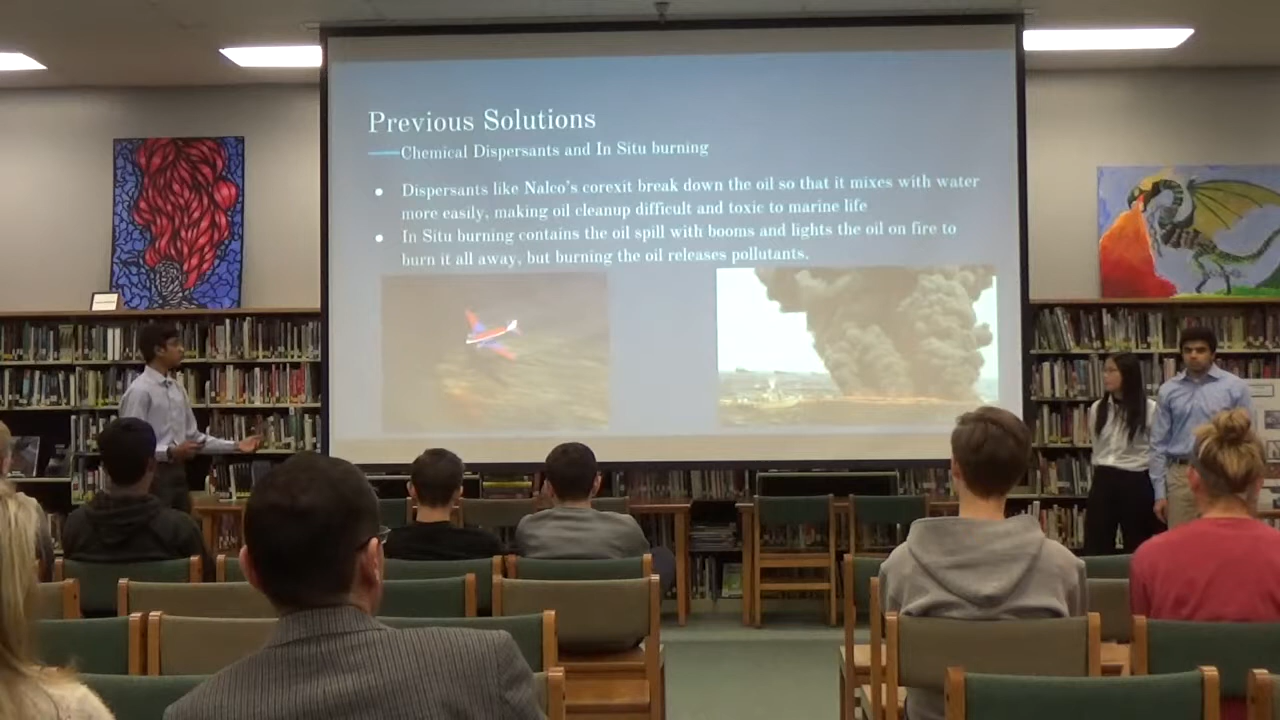 Previous Solutions
Chemical Dispersants and In Situ burning
Dispersants like Nalco's corexit break down the oil so that it mixes with water
more easily, making oil cleanup difficult and toxic to marine life
In Situ burning contains the oil spill with booms and lights the oil on fire to
burn it all away, but burning the oil releases pollutants.